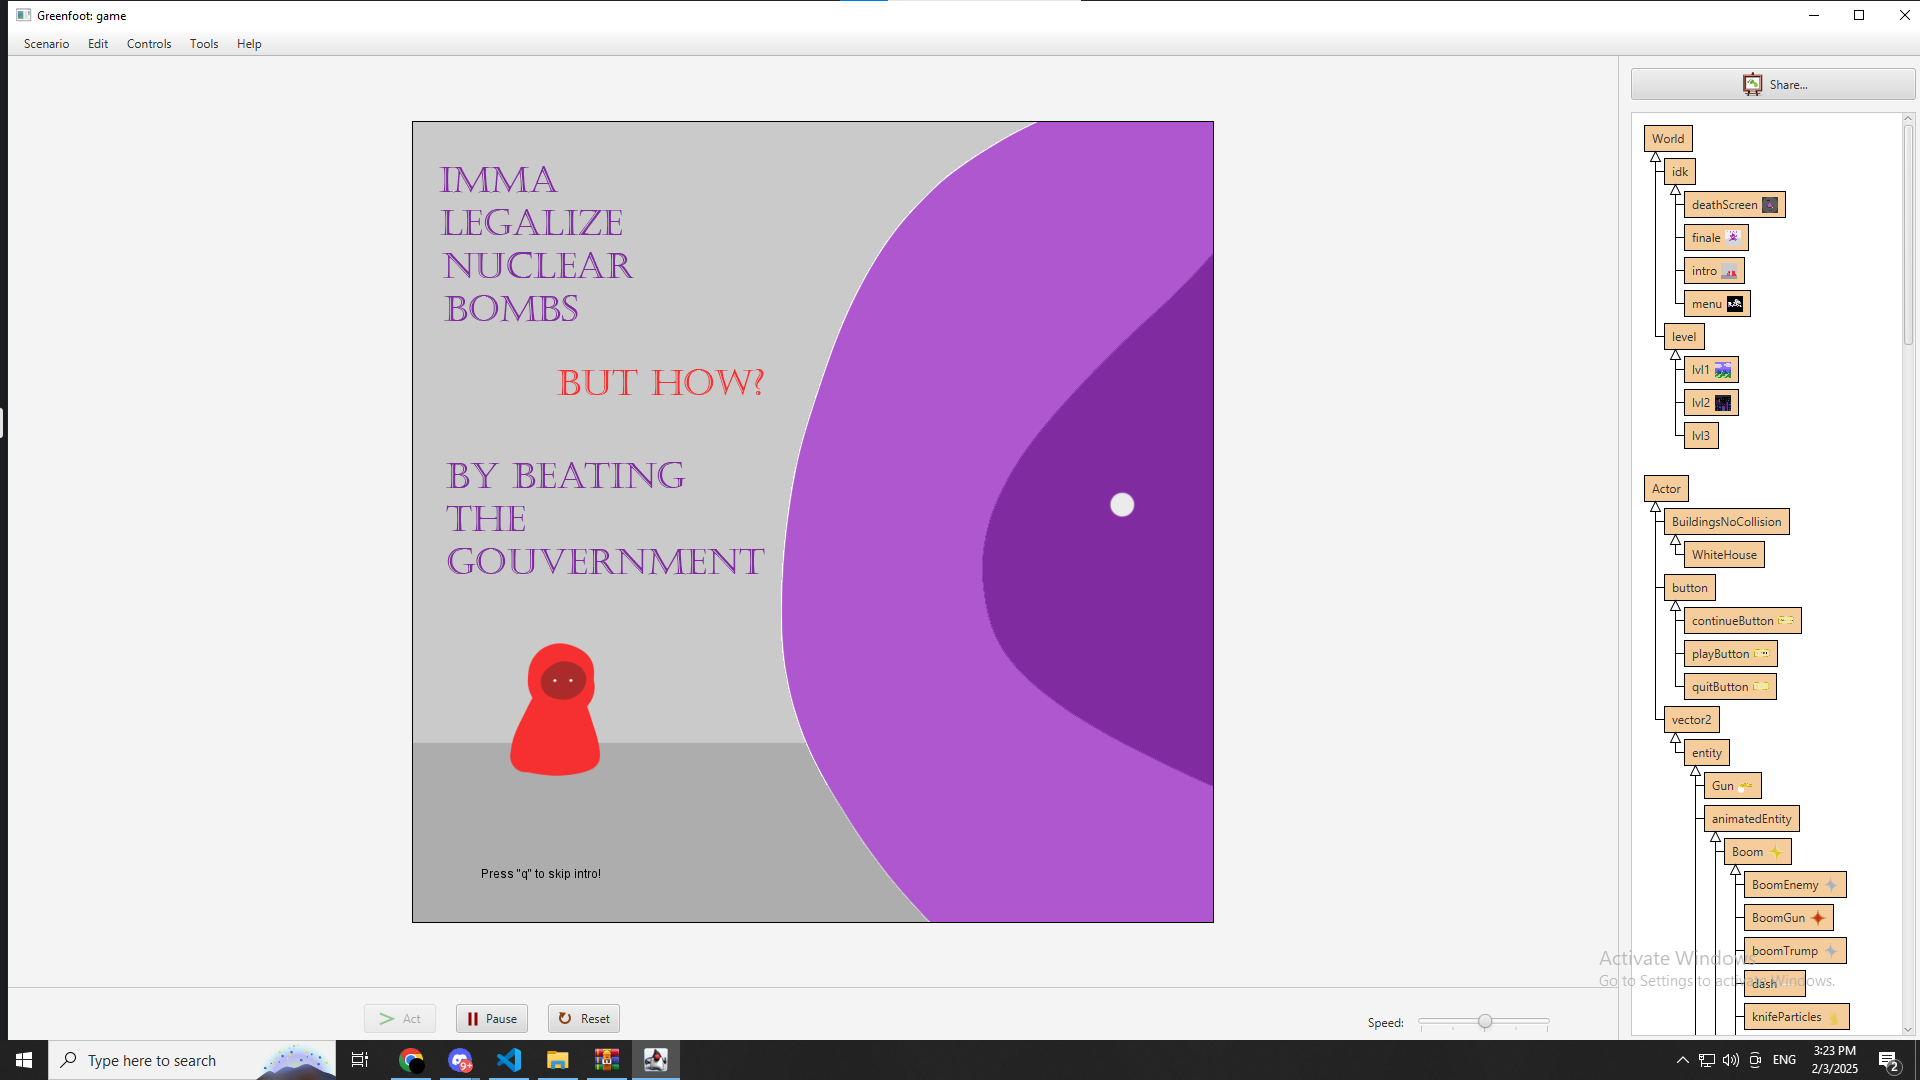 Greenfoot: game
Scenario Edit Controls Tools Help
Share...
IMMA
LEGALIZE
NUCLEAR
BOMBS
BUT HOW?
BY BEATING
THE
GOUVERNMENT
Press "q" to skip intro!
World
idk
deathScreen
finale
intro
menu
level
lvl1
lvl2
lvl3
Actor
BuildingsNoCollision
WhiteHouse
button
continueButton
playButton
quitButton
vector2
entity
Gun
animatedEntity
Boom
BoomEnemy
BoomGun
boomTrump
dash
knifeParticles
Activate Windows
Go to Settings to activate Windows.
Act Pause Reset
Speed:
Type here to search
9+
ENG
3:23 PM
2/3/2025
2